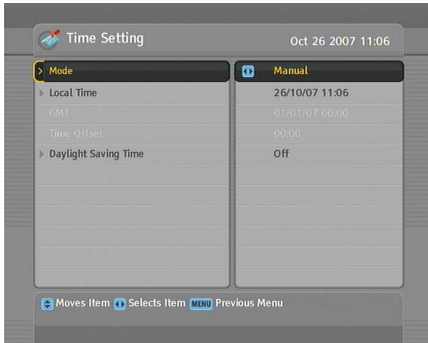 Time Setting
Oct 26 2007 11:06
Mode Manual
Local Time 26/10/07 11:06
GMT 01/01/07 00:00
Time Offset 00:00
Daylight Saving Time Off
Moves Item Selects Item MENU Previous Menu